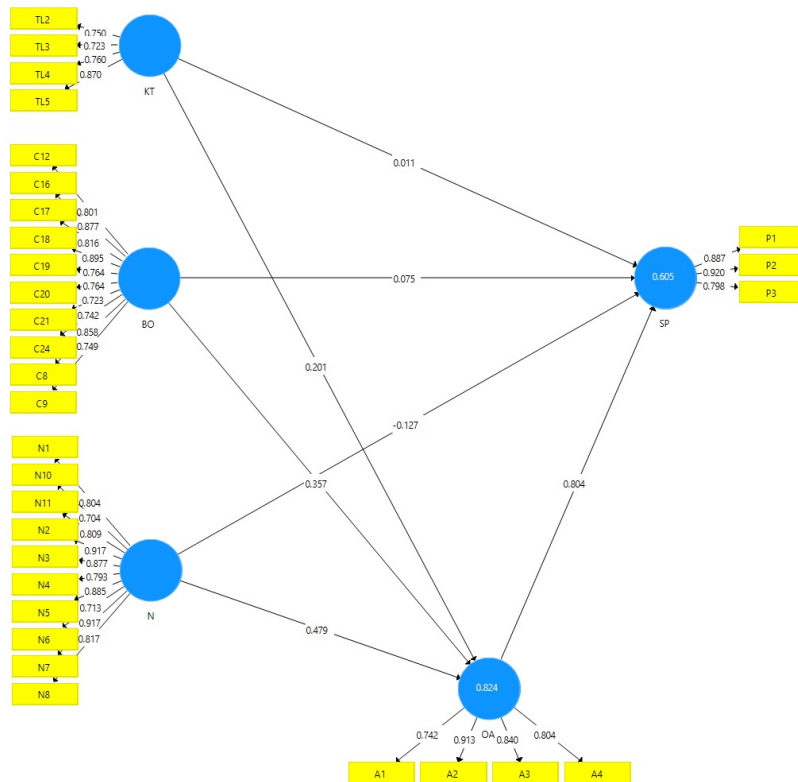 TL2
TL3
TL4
TL5
0.750
0.723
0.760
0.870
KT
C12
C16
C17
C18
C19
C20
C21
C24
C8
C9
0.801
0.877
0.816
0.895
0.764
0.764
0.723
0.742
0.858
0.749
BO
N1
N10
N11
N2
N3
N4
N5
N6
N7
N8
0.804
0.704
0.809
0.917
0.877
0.793
0.885
0.713
0.917
0.817
N
0.011
0.075
0.201
-0.127
0.357
0.804
0.479
0.605
SP
0.887
0.920
0.798
P1
P2
P3
0.824
OA
0.742
0.913
0.840
0.804
A1
A2
A3
A4